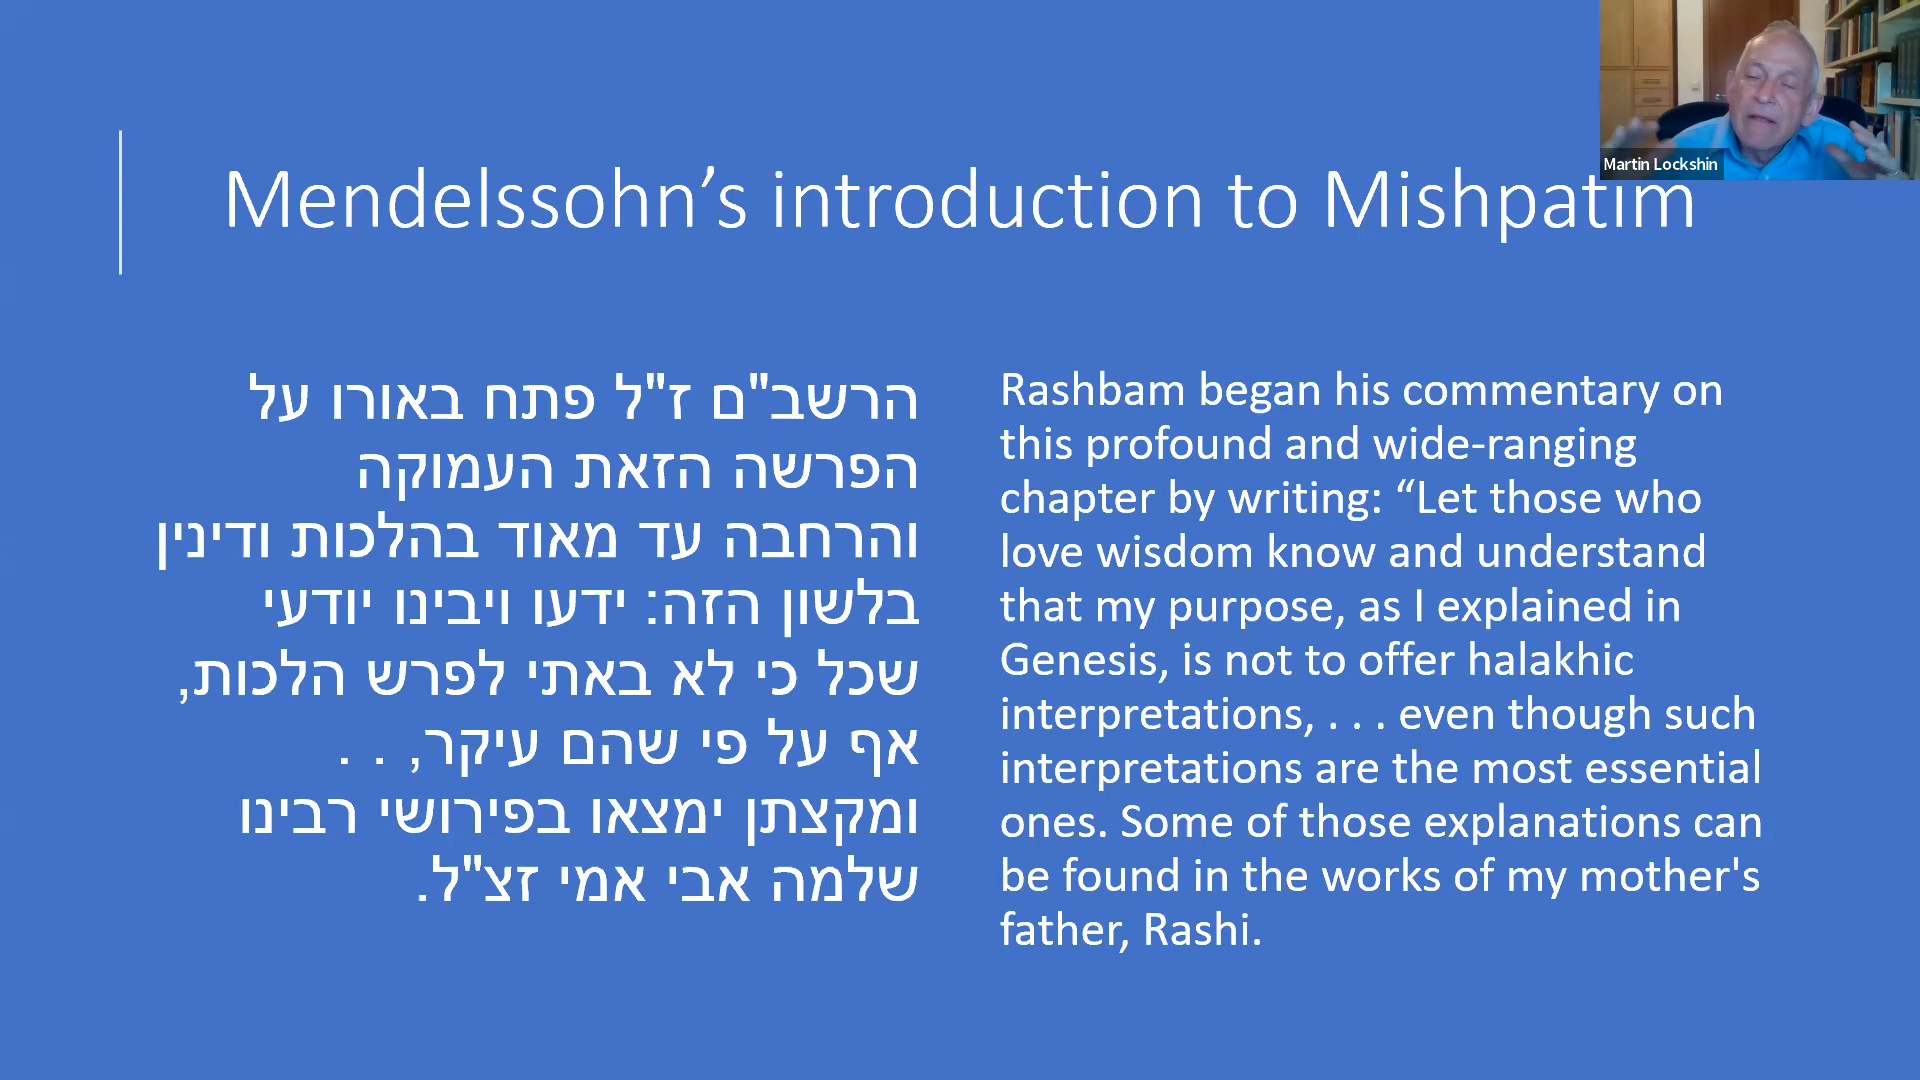 Martin Lockshin
Mendelssohn’s introduction to Mishpatim
הרשב"ם ז"ל פתח באורו על
הפרשה הזאת העמוקה
והרחבה עד מאוד בהלכות ודינין
בלשון הזה: ידעו ויבינו יודעי
שכל כי לא באתי לפרש הלכות,
אף על פי שהם עיקר, . .
ומקצתן ימצאו בפירושי רבינו
שלמה אבי אמי זצ"ל.
Rashbam began his commentary on
this profound and wide-ranging
chapter by writing: “Let those who
love wisdom know and understand
that my purpose, as I explained in
Genesis, is not to offer halakhic
interpretations, . . . even though such
interpretations are the most essential
ones. Some of those explanations can
be found in the works of my mother's
father, Rashi.